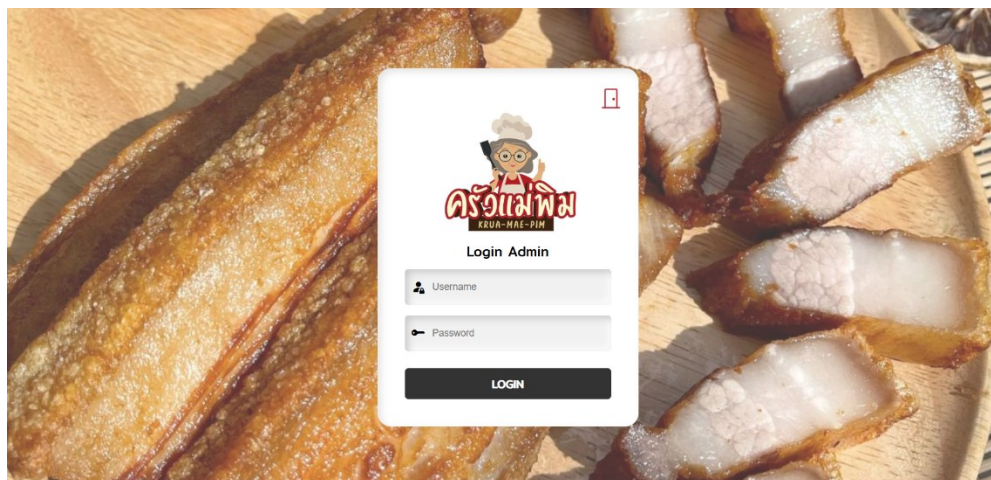 ครัวแม่พิม
KRUA-MAE-PIM
Login Admin
Username
Password
LOGIN